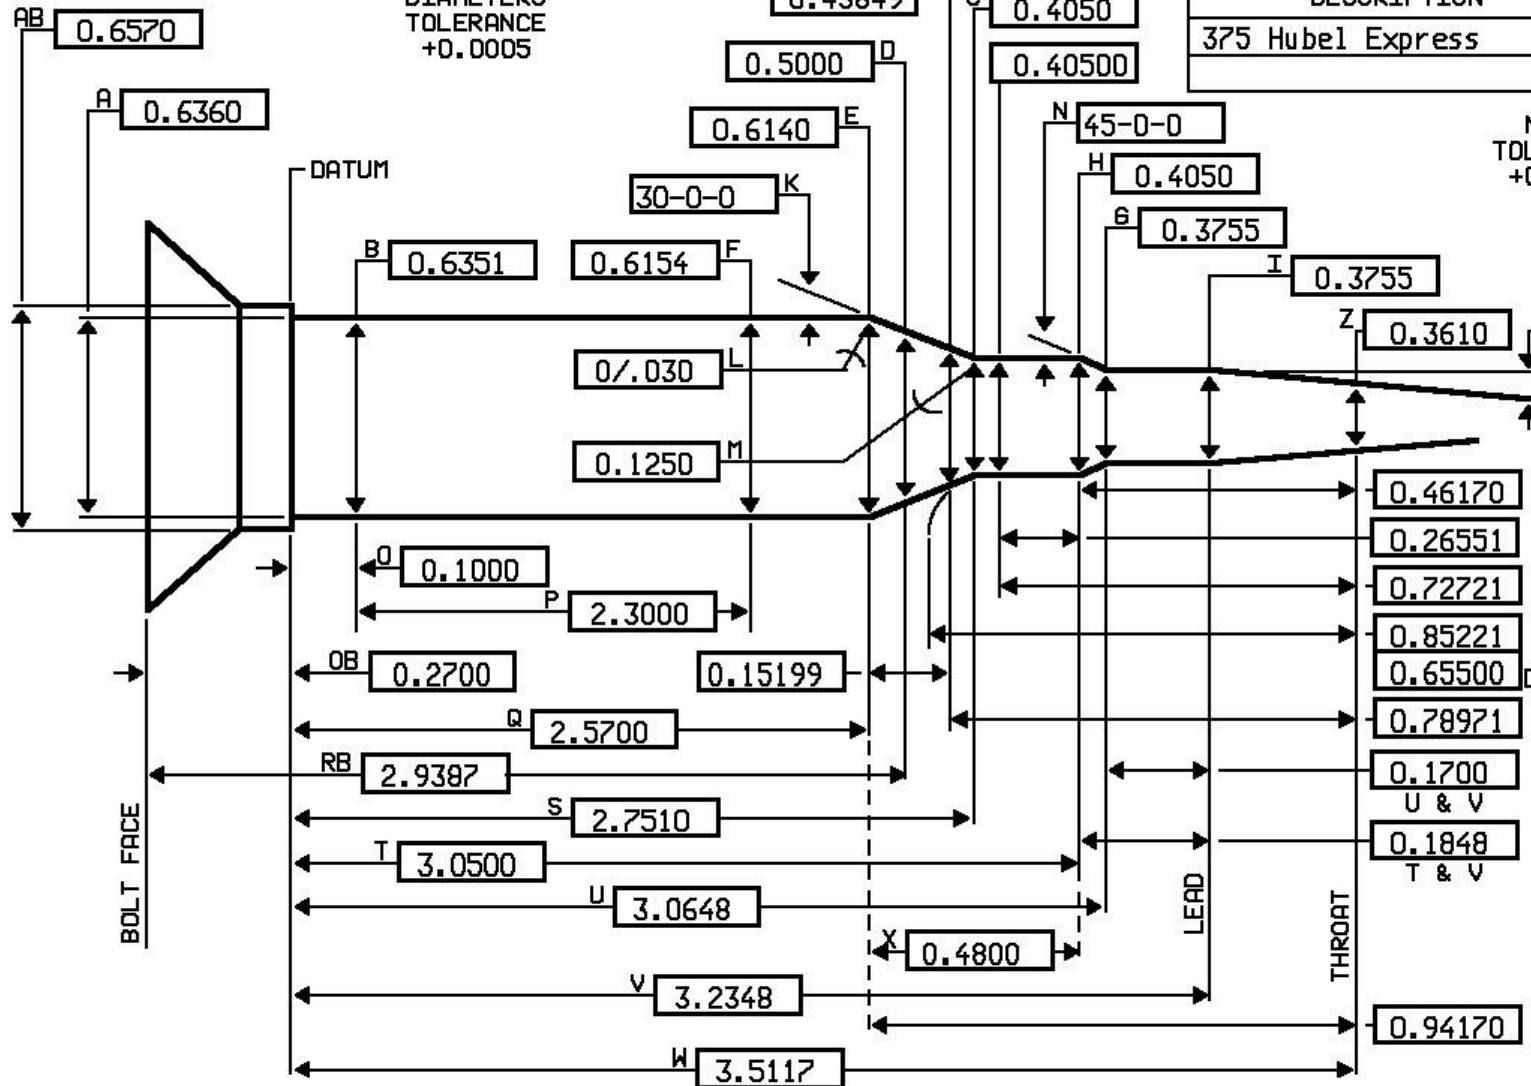 AB 0.6570
TOLERANCE
+0.0005
0.4050
375 Hubel Express
0.5000 D
0.40500
A 0.6360
0.6140 E
N 45-0-0
DATUM
30-0-0 K
H 0.4050
G 0.3755
B 0.6351
0.6154 F
I 0.3755
Z 0.3610
0/.030 L
0.1250 M
0.46170
0.26551
O 0.1000
0.72721
P 2.3000
0.85221
OB 0.2700
0.15199
0.65500
Q 2.5700
0.78971
RB 2.9387
0.1700
U & V
S 2.7510
0.1848
T & V
T 3.0500
BOLT FACE
U 3.0648
LEAD
THROAT
X 0.4800
V 3.2348
0.94170
W 3.5117